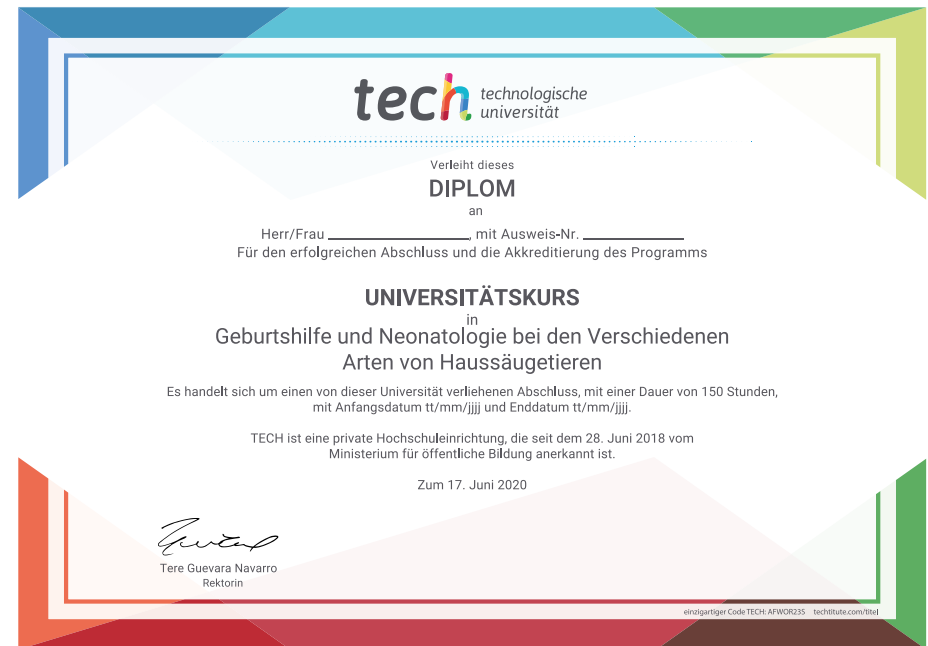 tech technologische
universität
Verleiht dieses
DIPLOM
an
Herr/Frau ____________________, mit Ausweis-Nr. ______________
Für den erfolgreichen Abschluss und die Akkreditierung des Programms
UNIVERSITÄTSKURS
in
Geburtshilfe und Neonatologie bei den Verschiedenen
Arten von Haussäugetieren
Es handelt sich um einen von dieser Universität verliehenen Abschluss, mit einer Dauer von 150 Stunden,
mit Anfangsdatum tt/mm/jjjj und Enddatum tt/mm/jjjj.
TECH ist eine private Hochschuleinrichtung, die seit dem 28. Juni 2018 vom
Ministerium für öffentliche Bildung anerkannt ist.
Zum 17. Juni 2020
Tere Guevara Navarro
Rektorin
einzigartiger Code TECH: AFWOR23S techtitute.com/titel